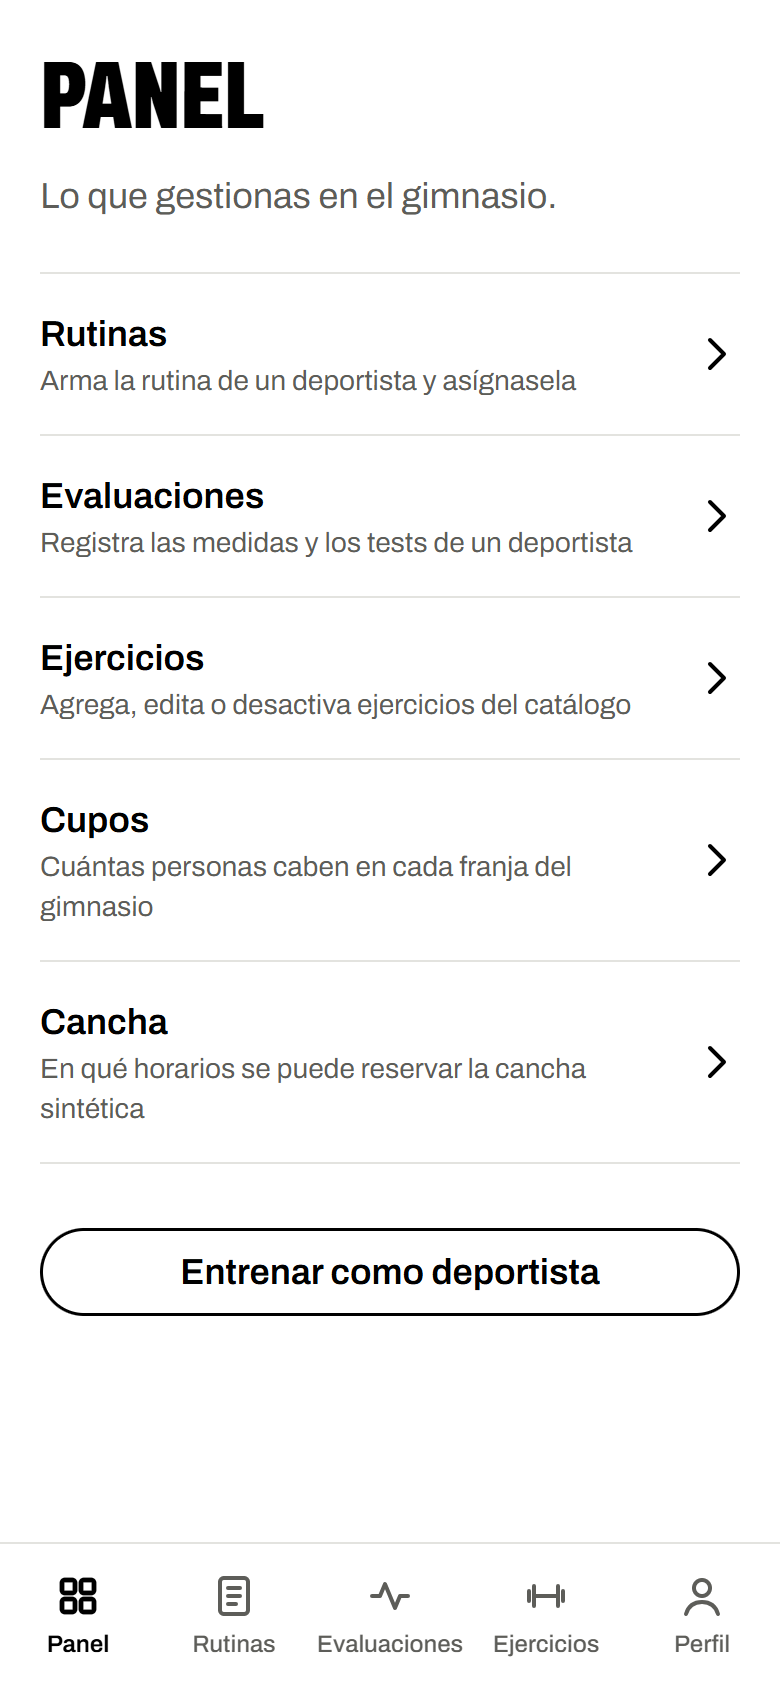 PANEL
Lo que gestionas en el gimnasio.
Rutinas
Arma la rutina de un deportista y asígnasela
Evaluaciones
Registra las medidas y los tests de un deportista
Ejercicios
Agrega, edita o desactiva ejercicios del catálogo
Cupos
Cuántas personas caben en cada franja del
gimnasio
Cancha
En qué horarios se puede reservar la cancha
sintética
Entrenar como deportista
Panel
Rutinas
Evaluaciones
Ejercicios
Perfil